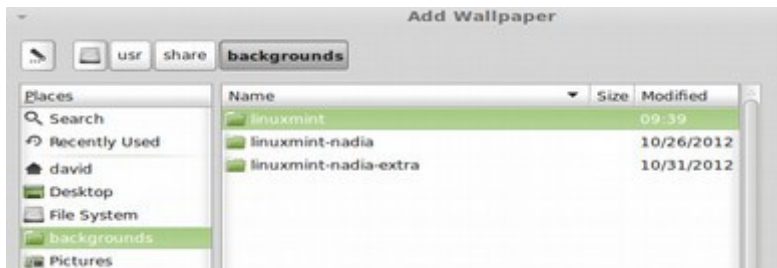 Add Wallpaper
usr share backgrounds
Places
Name Size Modified
Search
linuxmint 09:39
Recently Used
linuxmint-nadia 10/26/2012
david
linuxmint-nadia-extra 10/31/2012
Desktop
File System
backgrounds
Pictures